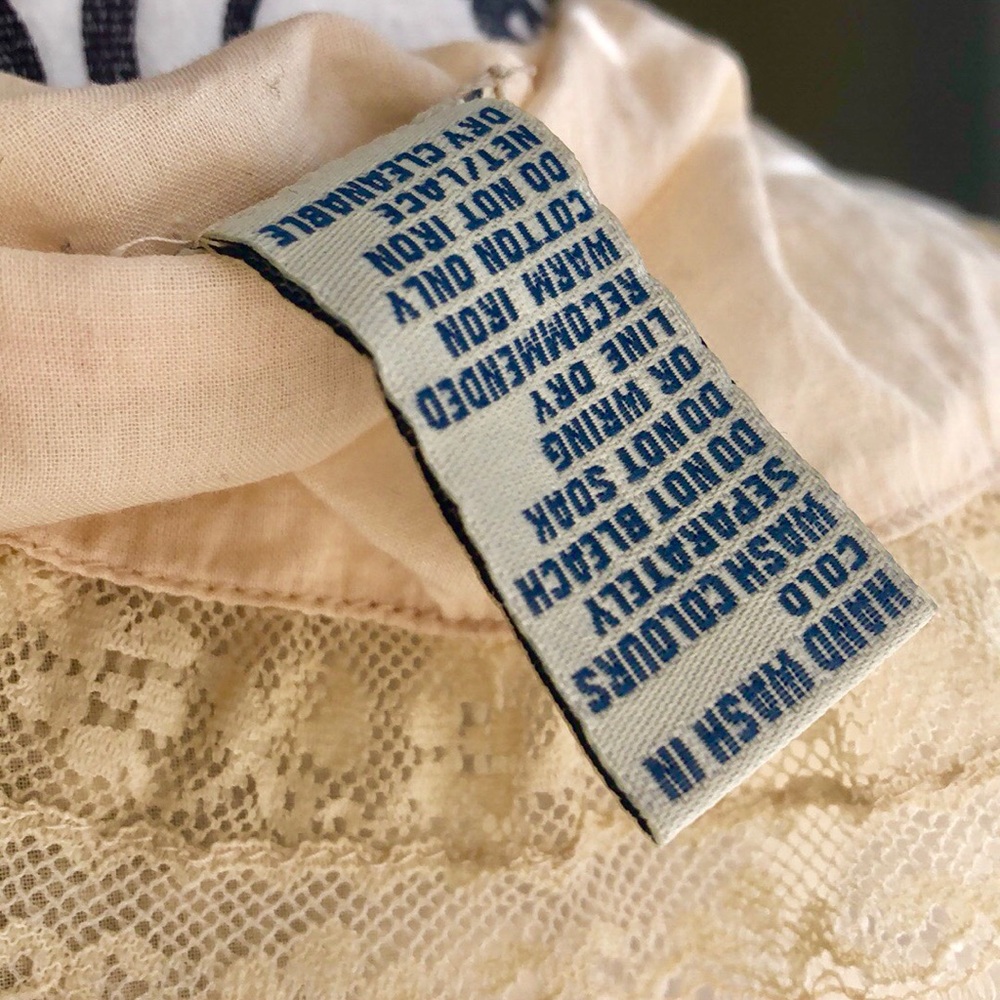 HAND WASH IN
COLD
WASH COLOURS
SEPARATELY
DO NOT BLEACH
DO NOT SOAK
OR WRING
LINE DRY
RECOMMENDED
WARM IRON
COTTON ONLY
DO NOT IRON
NET/LACE
DRY CLEANABLE